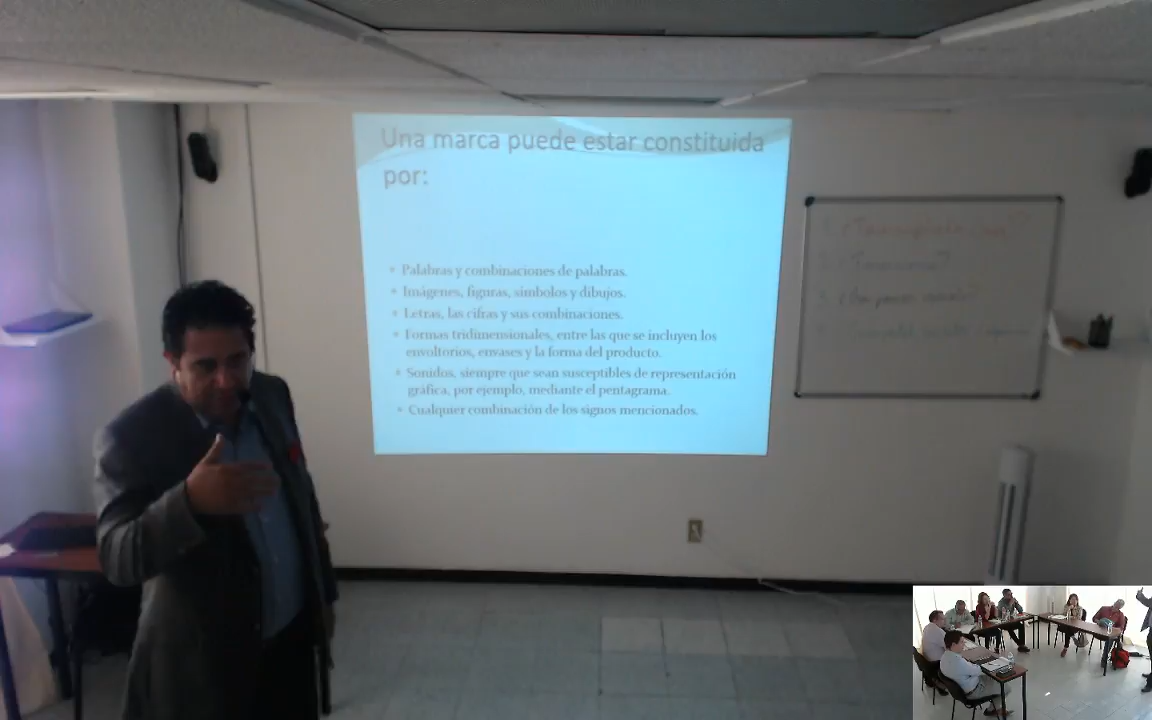 Una marca puede estar constituida
por:
Palabras y combinaciones de palabras.
Imágenes, figuras, símbolos y dibujos.
Letras, las cifras y sus combinaciones.
Formas tridimensionales, entre las que se incluyen los
envoltorios, envases y la forma del producto.
Sonidos, siempre que sean susceptibles de representación
gráfica, por ejemplo, mediante el pentagrama.
Cualquier combinación de los signos mencionados.